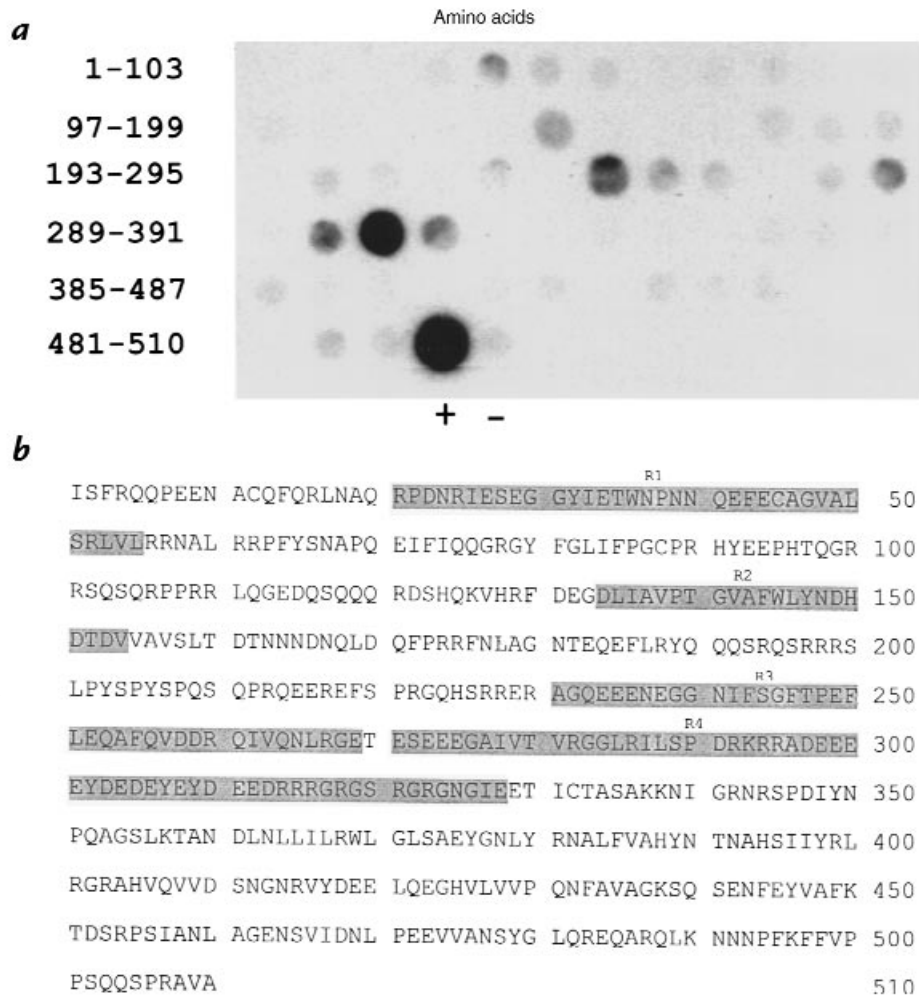 Amino acids
a
1-103
97-199
193-295
289-391
385-487
481-510
+ -
b
R1
ISFRQQPEEN ACQFQRLNAQ RPDNRIESEG GYIETWNPNN QEFECAGVAL 50
SRLVLRRNAL RRPFYSNAPQ EIFIQQGRGY FGLIFPGCPR HYEEPHTQGR 100
R2
RSQSQRPPRR LQGEDQSQQQ RDSHQKVHRF DEGDLIAVPT GVAFWLYNDH 150
DTDVVAVSLT DTNNNDNQLD QFPRRFNLAG NTEQEFLRYQ QQSRQSRRRS 200
R3
LPYSPYSPQS QPRQEEREFS PRGQHSRRER AGQEEENEGG NIFSGFTPEF 250
R4
LEQAFQVDDR QIVQNLRGET ESEEEGAIVT VRGGLRILSP DRKRRADEEE 300
EYDEDEYEYD EEDRRRGRGS RGRGNGIEET ICTASAKKNI GRNRSPDIYN 350
PQAGSLKTAN DLNLLILRWL GLSAEYGNLY RNALFVAHYN TNAHSIIYRL 400
RGRAHVQVVD SNGNRVYDEE LQEGHVLVVP QNFAVAGKSQ SENFEYVAFK 450
TDSRPSIANL AGENSVIDNL PEEVVANSYG LQREQARQLK NNNPFKFFVP 500
PSQQSPRAVA 510